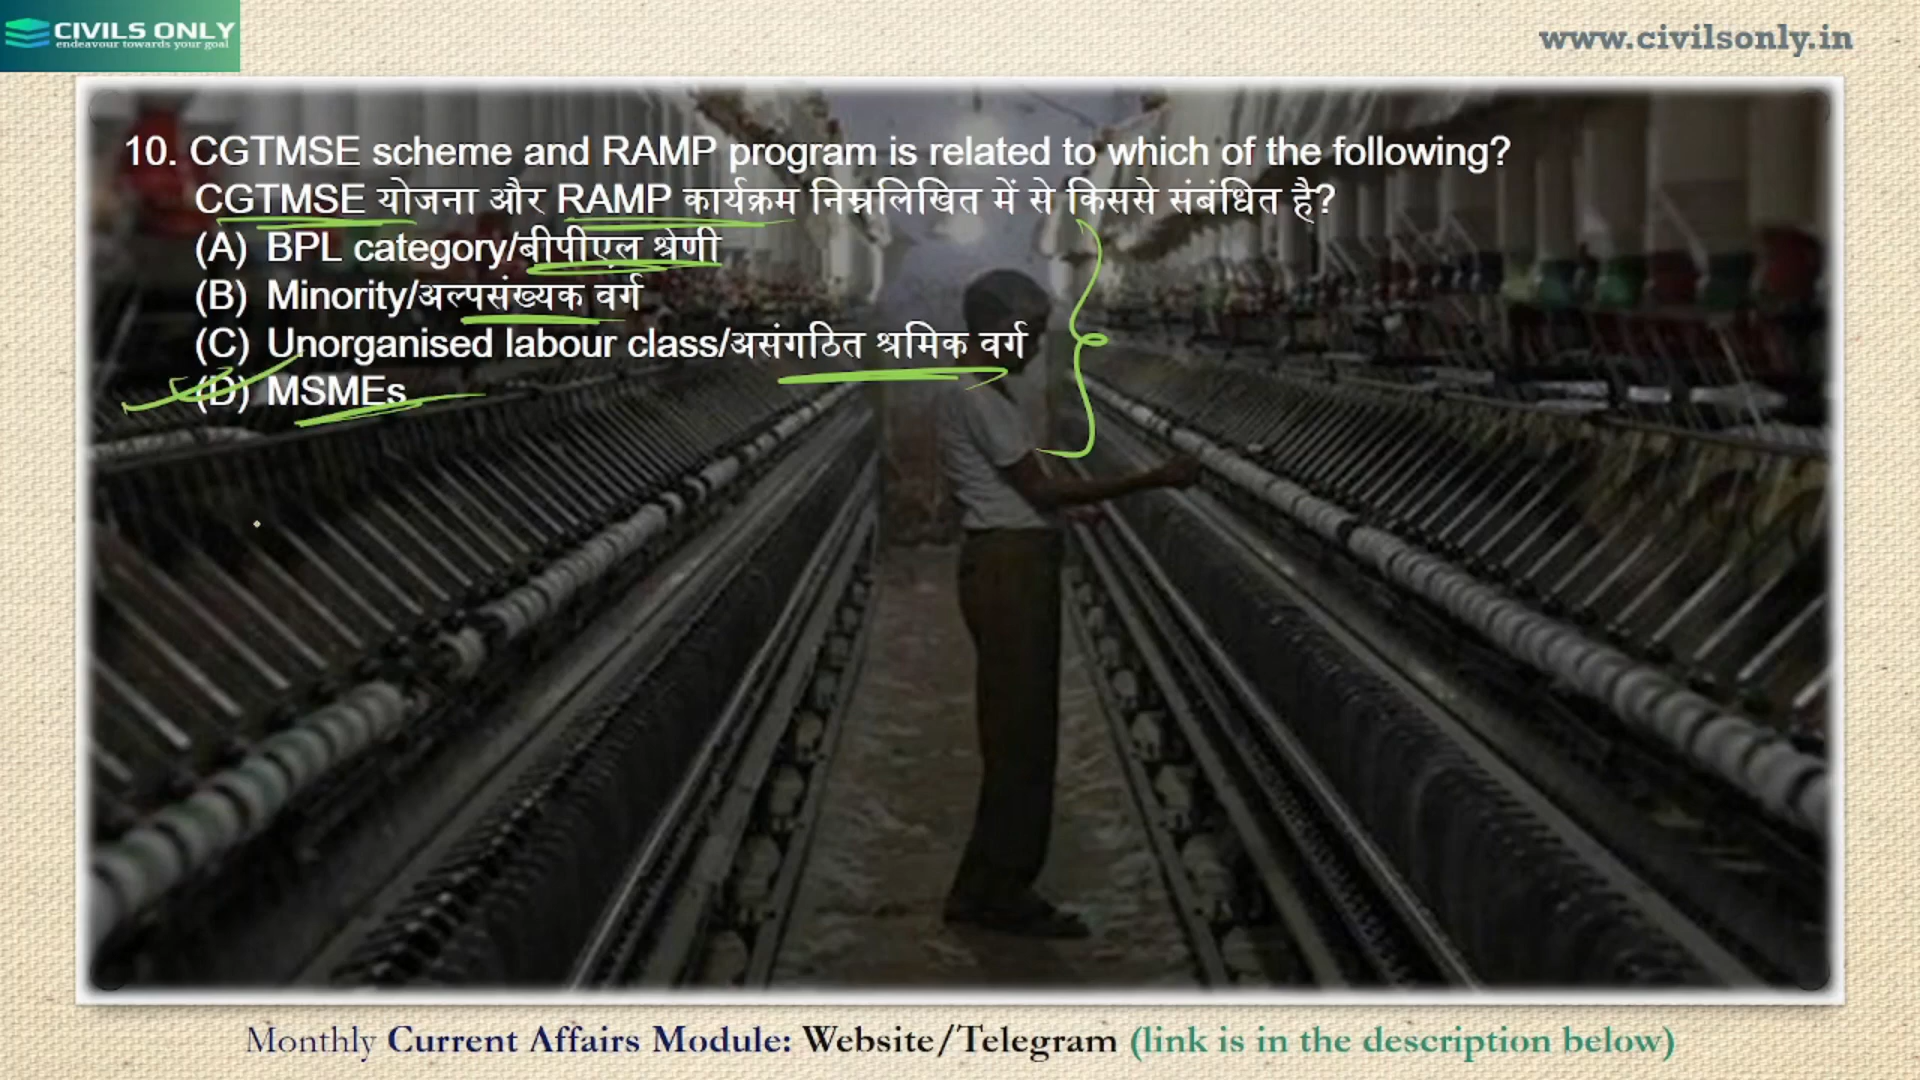 CIVILS ONLY
endeavour towards your goal
www.civilsonly.in
10. CGTMSE scheme and RAMP program is related to which of the following?
CGTMSE योजना और RAMP कार्यक्रम निम्नलिखित में से किससे संबंधित है?
(A) BPL category/बीपीएल श्रेणी
(B) Minority/अल्पसंख्यक वर्ग
(C) Unorganised labour class/असंगठित श्रमिक वर्ग
(D) MSMEs
Monthly Current Affairs Module: Website/Telegram (link is in the description below)